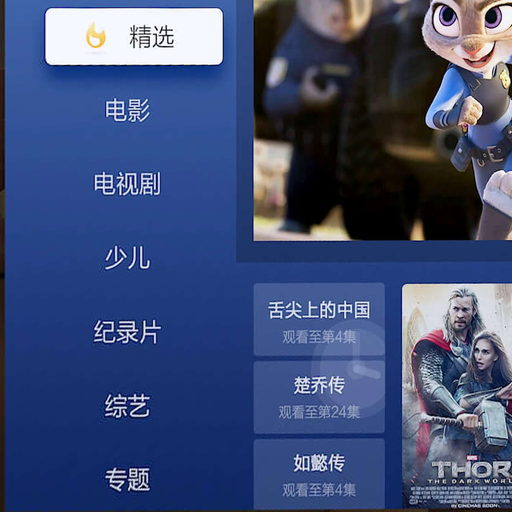 精选
电影
电视剧
少儿
纪录片
综艺
专题
舌尖上的中国
观看至第4集
楚乔传
观看至第24集
如懿传
观看至第4集
MARVEL
THOR
THE DARK WORLD